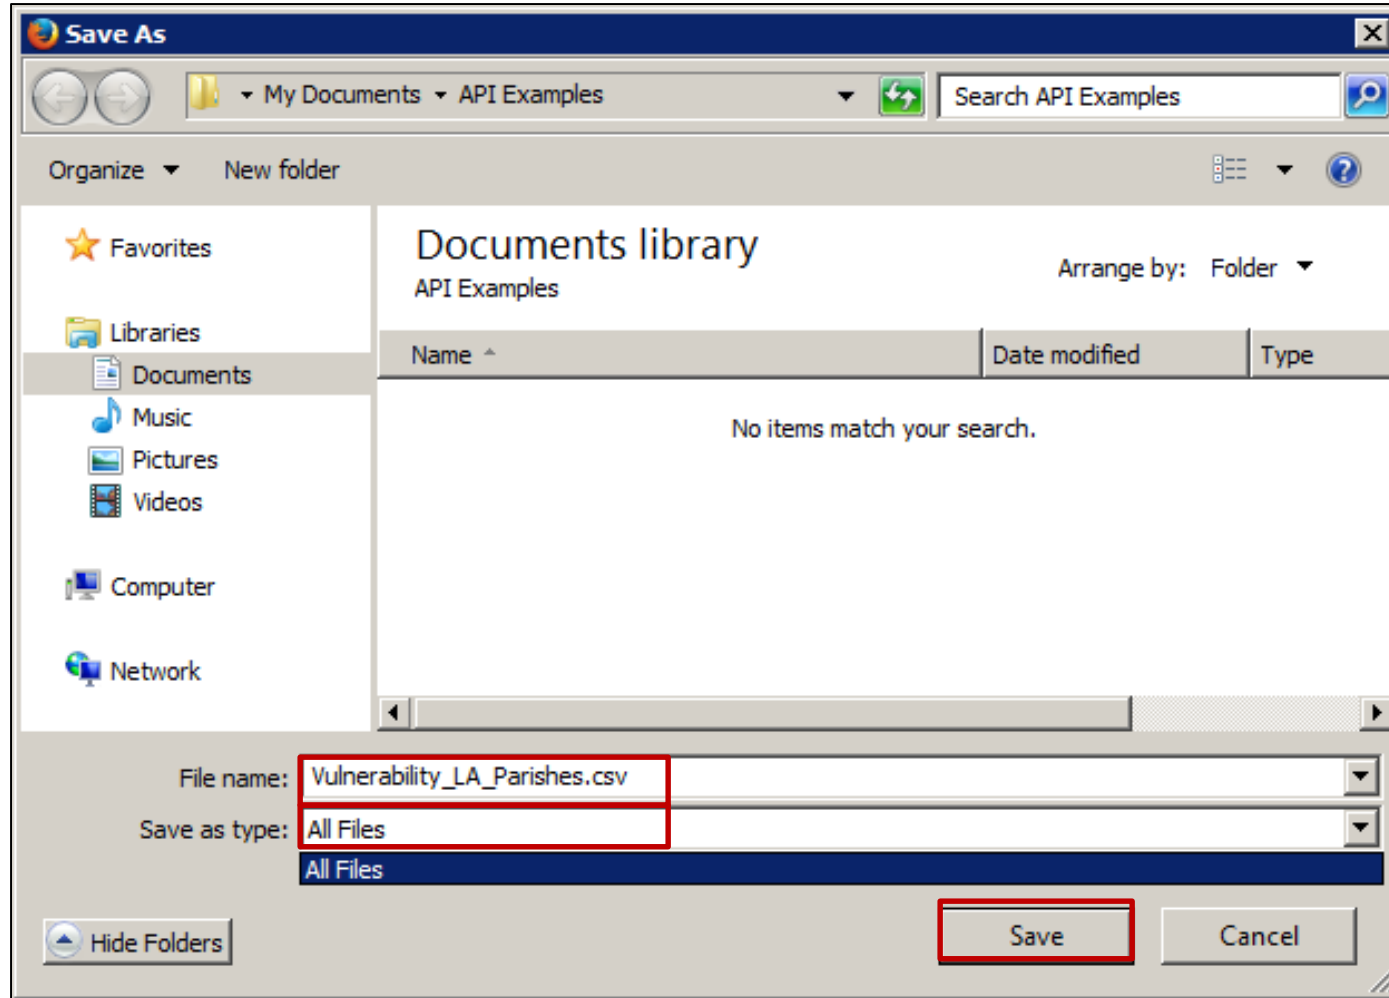 Save As
My Documents API Examples
Search API Examples
Organize
New folder
Favorites
Libraries
Documents
Music
Pictures
Videos
Computer
Network
Documents library
API Examples
Arrange by: Folder
Name Date modified Type
No items match your search.
File name: Vulnerability_LA_Parishes.csv
Save as type: All Files
All Files
Hide Folders
Save
Cancel